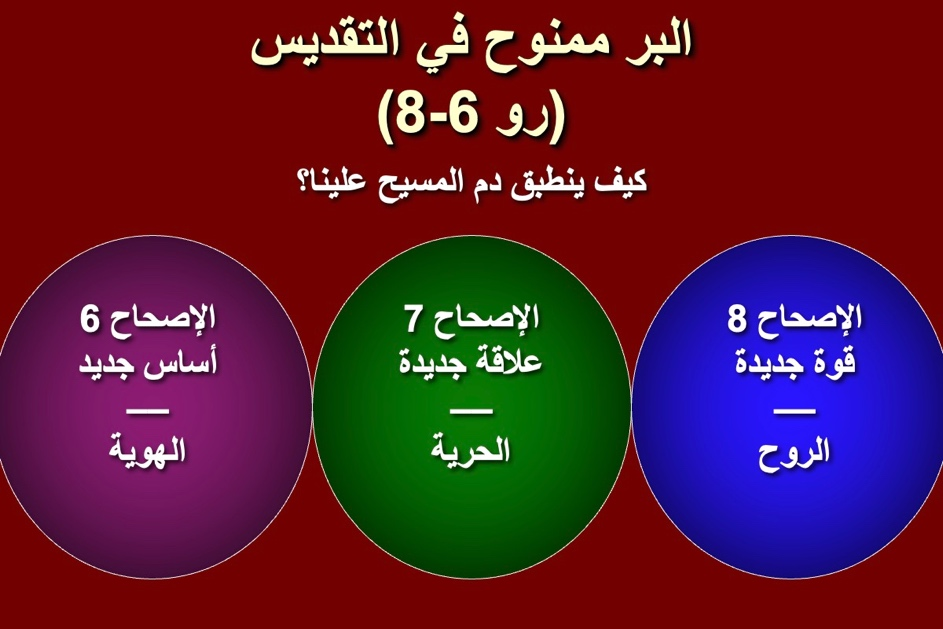 البر ممنوح في التقديس
(رو 6-8)
كيف ينطبق دم المسيح علينا؟
الإصحاح 6
أساس جديد
—
الهوية
الإصحاح 7
علاقة جديدة
—
الحرية
الإصحاح 8
قوة جديدة
—
الروح